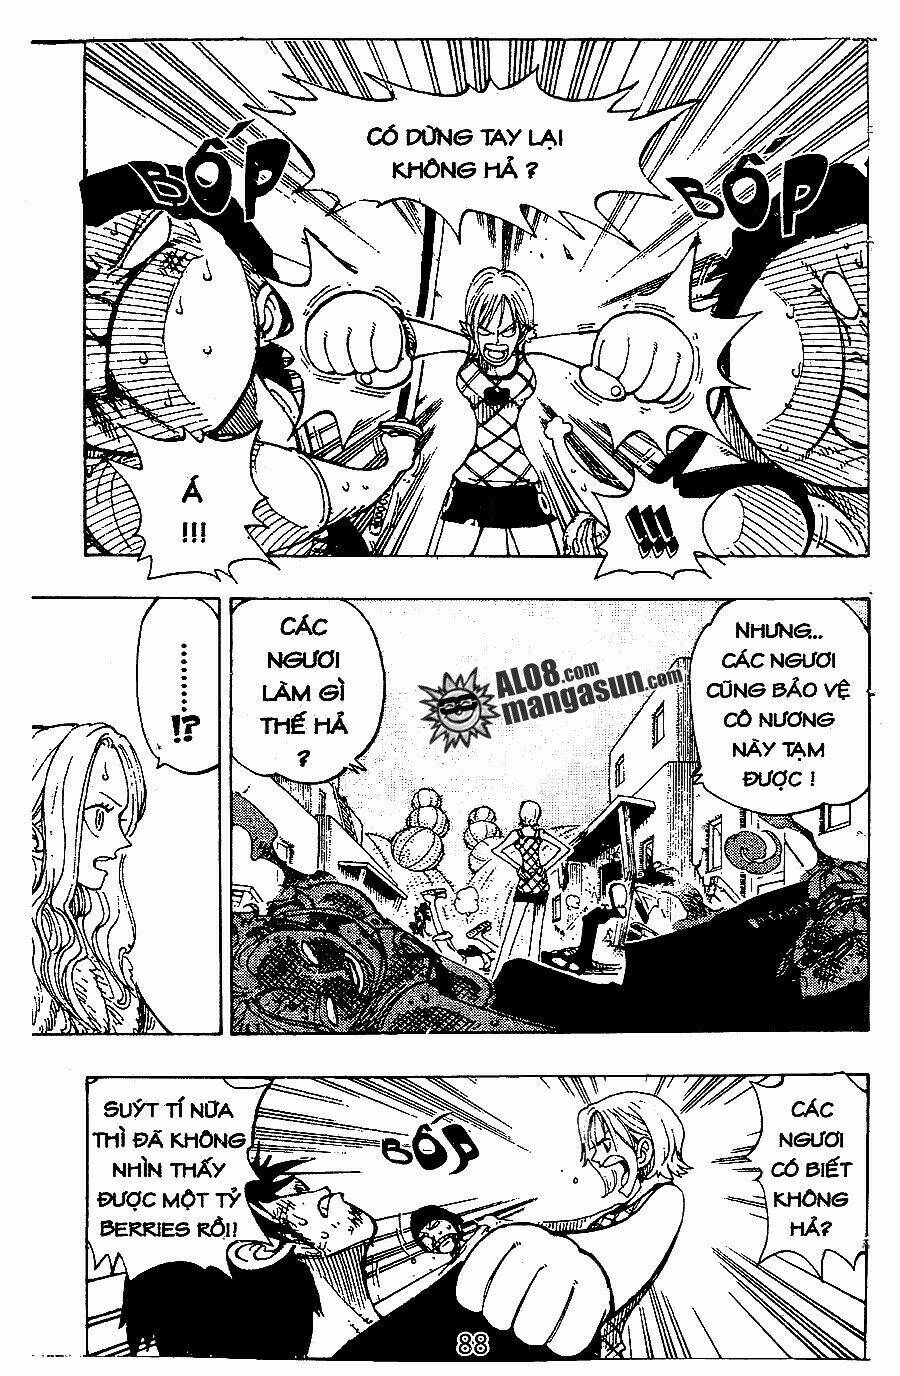 CÓ DỪNG TAY LẠI
KHÔNG HẢ ?
BỐP
BỐP
Á
!!!
!!!
NHƯNG...
CÁC NGƯƠI
CŨNG BẢO VỆ
CÔ NƯƠNG
NÀY TẠM
ĐƯỢC !
CÁC
NGƯƠI
LÀM GÌ
THẾ HẢ
?
AL08.com
mangasun.com
..........
!?
CÁC
NGƯƠI
CÓ BIẾT
KHÔNG
HẢ?
BỐP
SUÝT TÍ NỮA
THÌ ĐÃ KHÔNG
NHÌN THẤY
ĐƯỢC MỘT TỶ
BERRIES RỒI!
88